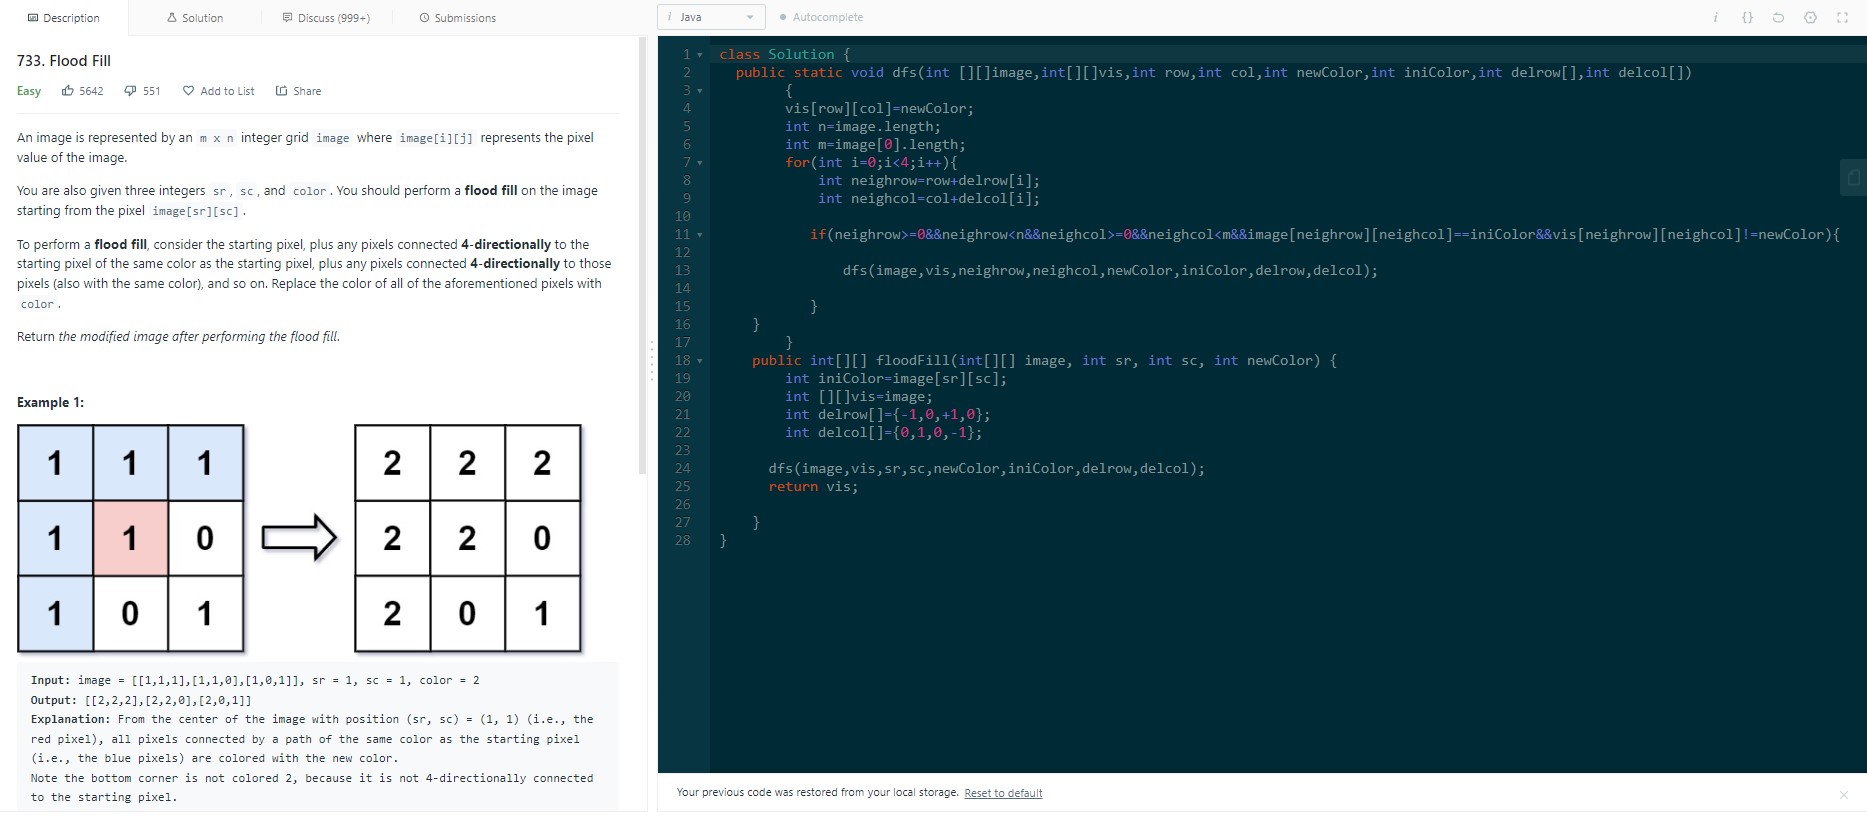 Description
Solution
Discuss (999+)
Submissions
i Java
Autocomplete
i {}
733. Flood Fill
Easy 5642 551 Add to List Share
An image is represented by an m x n integer grid image where image[i][j] represents the pixel
value of the image.
You are also given three integers sr, sc, and color. You should perform a flood fill on the image
starting from the pixel image[sr][sc].
To perform a flood fill, consider the starting pixel, plus any pixels connected 4-directionally to the
starting pixel of the same color as the starting pixel, plus any pixels connected 4-directionally to those
pixels (also with the same color), and so on. Replace the color of all of the aforementioned pixels with
color.
Return the modified image after performing the flood fill.
Example 1:
1 1 1 2 2 2
1 1 0 2 2 0
1 0 1 2 0 1
Input: image = [[1,1,1],[1,1,0],[1,0,1]], sr = 1, sc = 1, color = 2
Output: [[2,2,2],[2,2,0],[2,0,1]]
Explanation: From the center of the image with position (sr, sc) = (1, 1) (i.e., the
red pixel), all pixels connected by a path of the same color as the starting pixel
(i.e., the blue pixels) are colored with the new color.
Note the bottom corner is not colored 2, because it is not 4-directionally connected
to the starting pixel.
1 class Solution {
2 public static void dfs(int [][]image,int[][]vis,int row,int col,int newColor,int iniColor,int delrow[],int delcol[])
3 {
4 vis[row][col]=newColor;
5 int n=image.length;
6 int m=image[0].length;
7 for(int i=0;i<4;i++){
8 int neighrow=row+delrow[i];
9 int neighcol=col+delcol[i];
10
11 if(neighrow>=0&&neighrow<n&&neighcol>=0&&neighcol<m&&image[neighrow][neighcol]==iniColor&&vis[neighrow][neighcol]!=newColor){
12
13 dfs(image,vis,neighrow,neighcol,newColor,iniColor,delrow,delcol);
14
15 }
16 }
17 }
18 public int[][] floodFill(int[][] image, int sr, int sc, int newColor) {
19 int iniColor=image[sr][sc];
20 int [][]vis=image;
21 int delrow[]={-1,0,+1,0};
22 int delcol[]={0,1,0,-1};
23
24 dfs(image,vis,sr,sc,newColor,iniColor,delrow,delcol);
25 return vis;
26
27 }
28 }
Your previous code was restored from your local storage. Reset to default